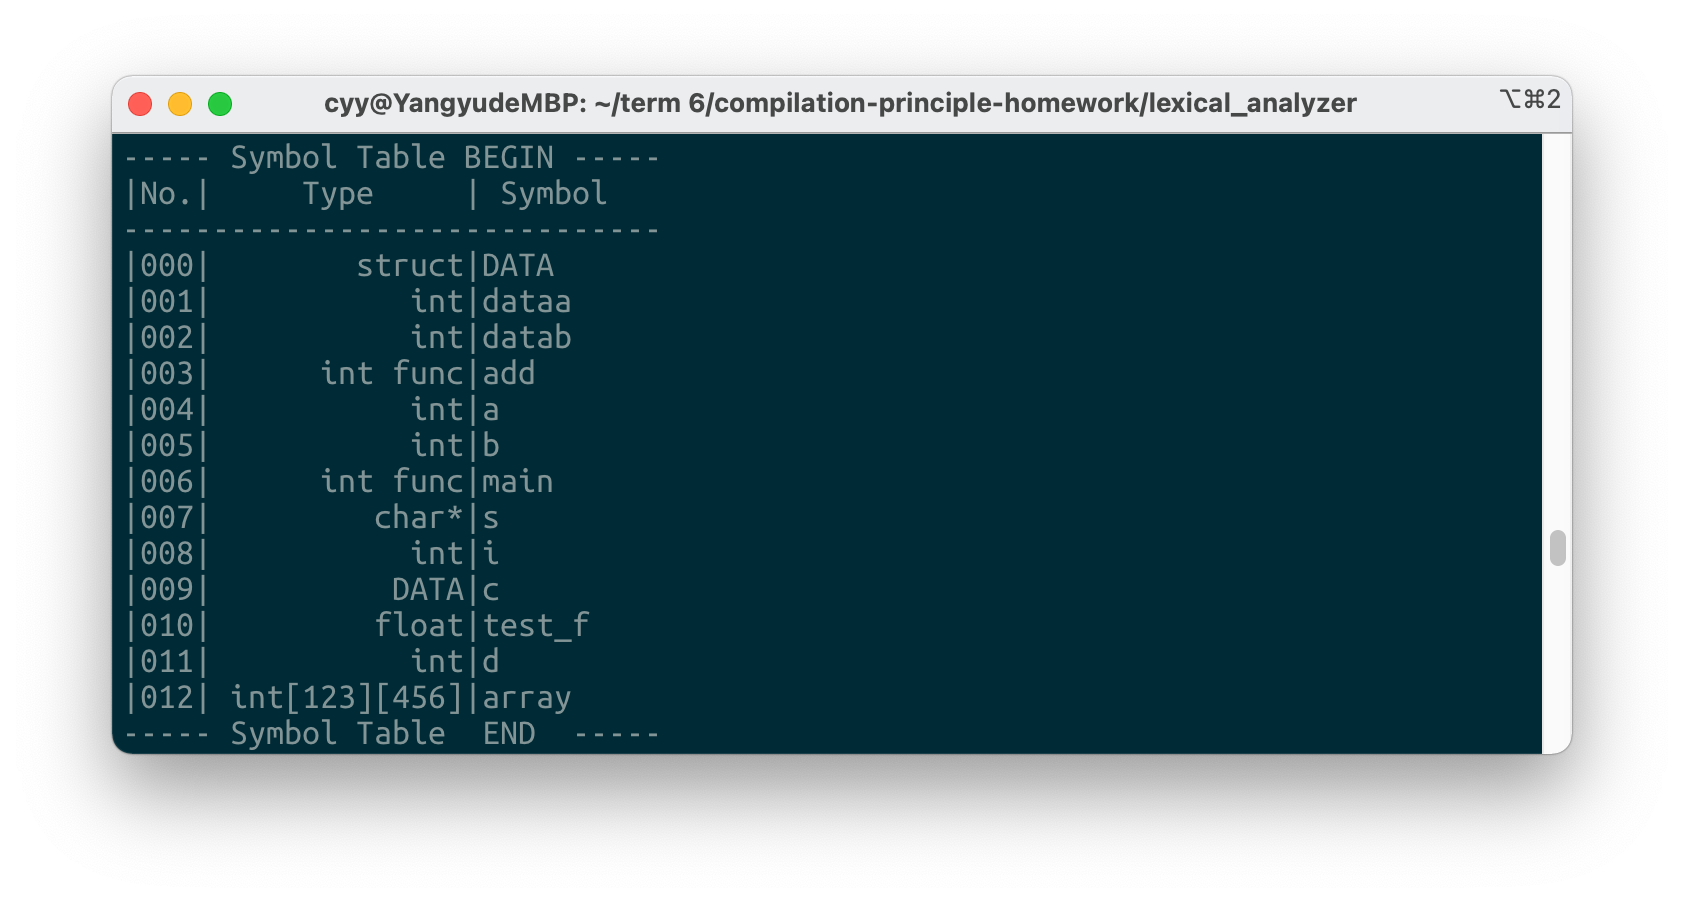 cyy@YangyudeMBP: ~/term 6/compilation-principle-homework/lexical_analyzer ⌥⌘2
----- Symbol Table BEGIN -----
|No.|     Type     | Symbol
------------------------------
|000|        struct|DATA
|001|           int|dataa
|002|           int|datab
|003|      int func|add
|004|           int|a
|005|           int|b
|006|      int func|main
|007|         char*|s
|008|           int|i
|009|          DATA|c
|010|         float|test_f
|011|           int|d
|012| int[123][456]|array
----- Symbol Table  END  -----